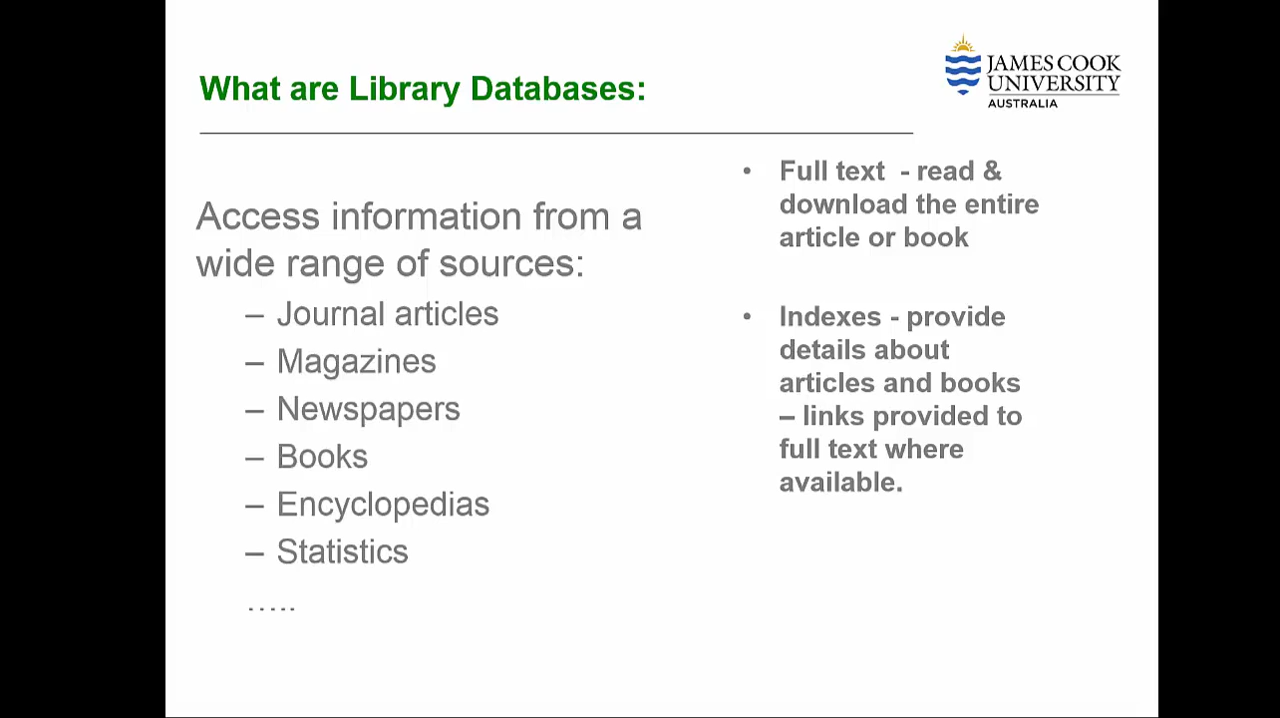 What are Library Databases:
JAMES COOK
UNIVERSITY
AUSTRALIA
Access information from a
wide range of sources:
– Journal articles
– Magazines
– Newspapers
– Books
– Encyclopedias
– Statistics
…..
• Full text - read &
download the entire
article or book
• Indexes - provide
details about
articles and books
– links provided to
full text where
available.